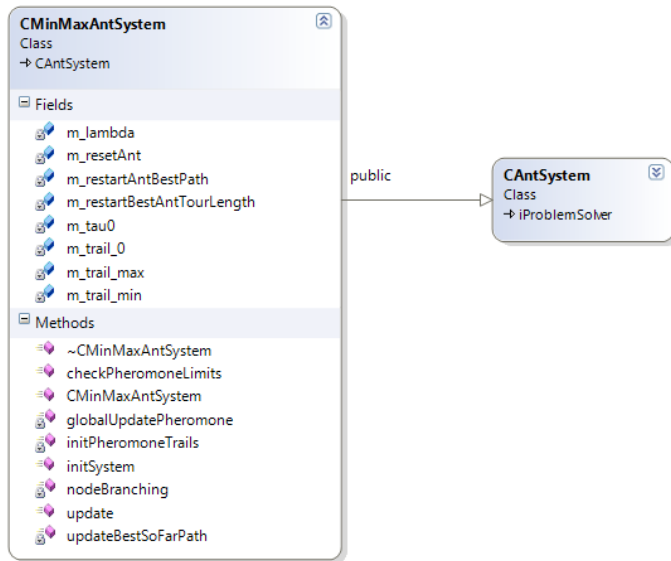 CMinMaxAntSystem
Class
CAntSystem
Fields
m_lambda
m_resetAnt
m_restartAntBestPath
m_restartBestAntTourLength
m_tau0
m_trail_0
m_trail_max
m_trail_min
Methods
~CMinMaxAntSystem
checkPheromoneLimits
CMinMaxAntSystem
globalUpdatePheromone
initPheromoneTrails
initSystem
nodeBranching
update
updateBestSoFarPath
public
CAntSystem
Class
iProblemSolver